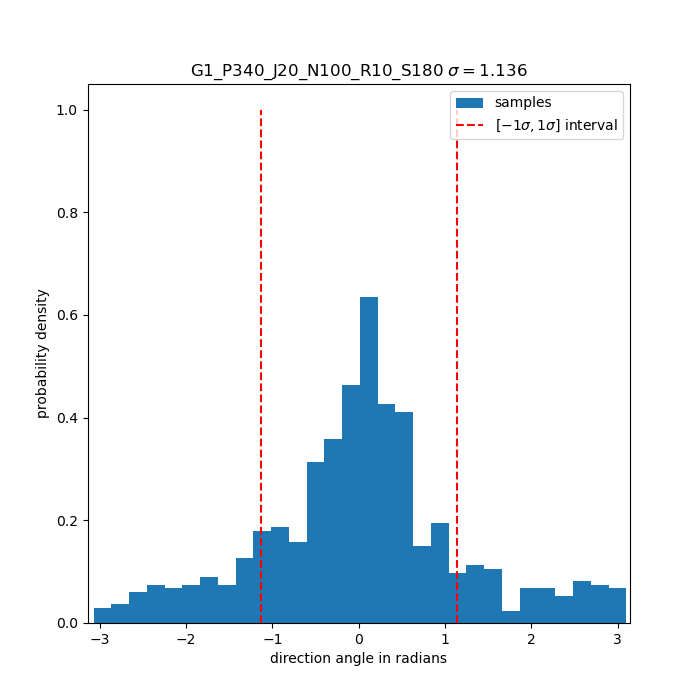 G1_P340_J20_N100_R10_S180 σ = 1.136
samples
[−1σ, 1σ] interval
probability density
1.0
0.8
0.6
0.4
0.2
0.0
−3 −2 −1 0 1 2 3
direction angle in radians